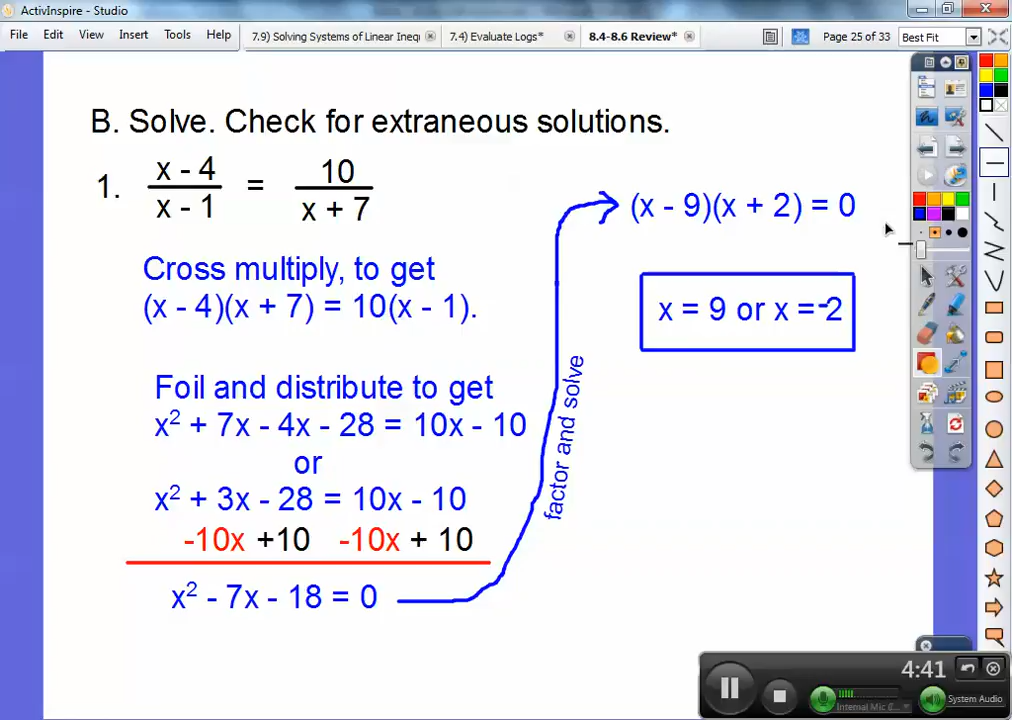 ActivInspire - Studio
File Edit View Insert Tools Help
7.9) Solving Systems of Linear Inequ 7.4) Evaluate Logs* 8.4-8.6 Review* Page 25 of 33 Best Fit
B. Solve. Check for extraneous solutions.
1. x - 4 / x - 1 = 10 / x + 7
Cross multiply, to get
(x - 4)(x + 7) = 10(x - 1).
Foil and distribute to get
x² + 7x - 4x - 28 = 10x - 10
or
x² + 3x - 28 = 10x - 10
-10x +10 -10x + 10
x² - 7x - 18 = 0
factor and solve
(x - 9)(x + 2) = 0
x = 9 or x = -2
4:41
Internal Mic (I...
System Audio